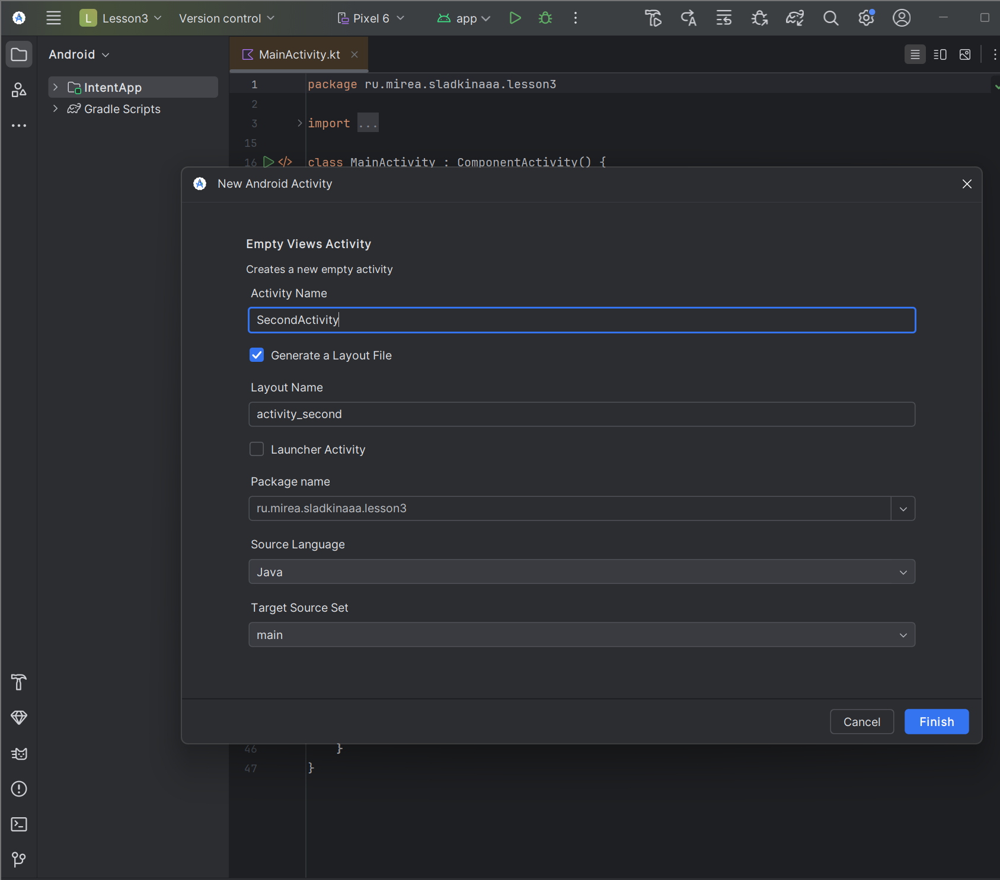 L Lesson3 Version control Pixel 6 app
Android
MainActivity.kt
IntentApp
Gradle Scripts
1 package ru.mirea.sladkinaaa.lesson3
2
3 import ...
15
16 class MainActivity : ComponentActivity() {
New Android Activity
Empty Views Activity
Creates a new empty activity
Activity Name
SecondActivity
Generate a Layout File
Layout Name
activity_second
Launcher Activity
Package name
ru.mirea.sladkinaaa.lesson3
Source Language
Java
Target Source Set
main
Cancel Finish
46 }
47 }